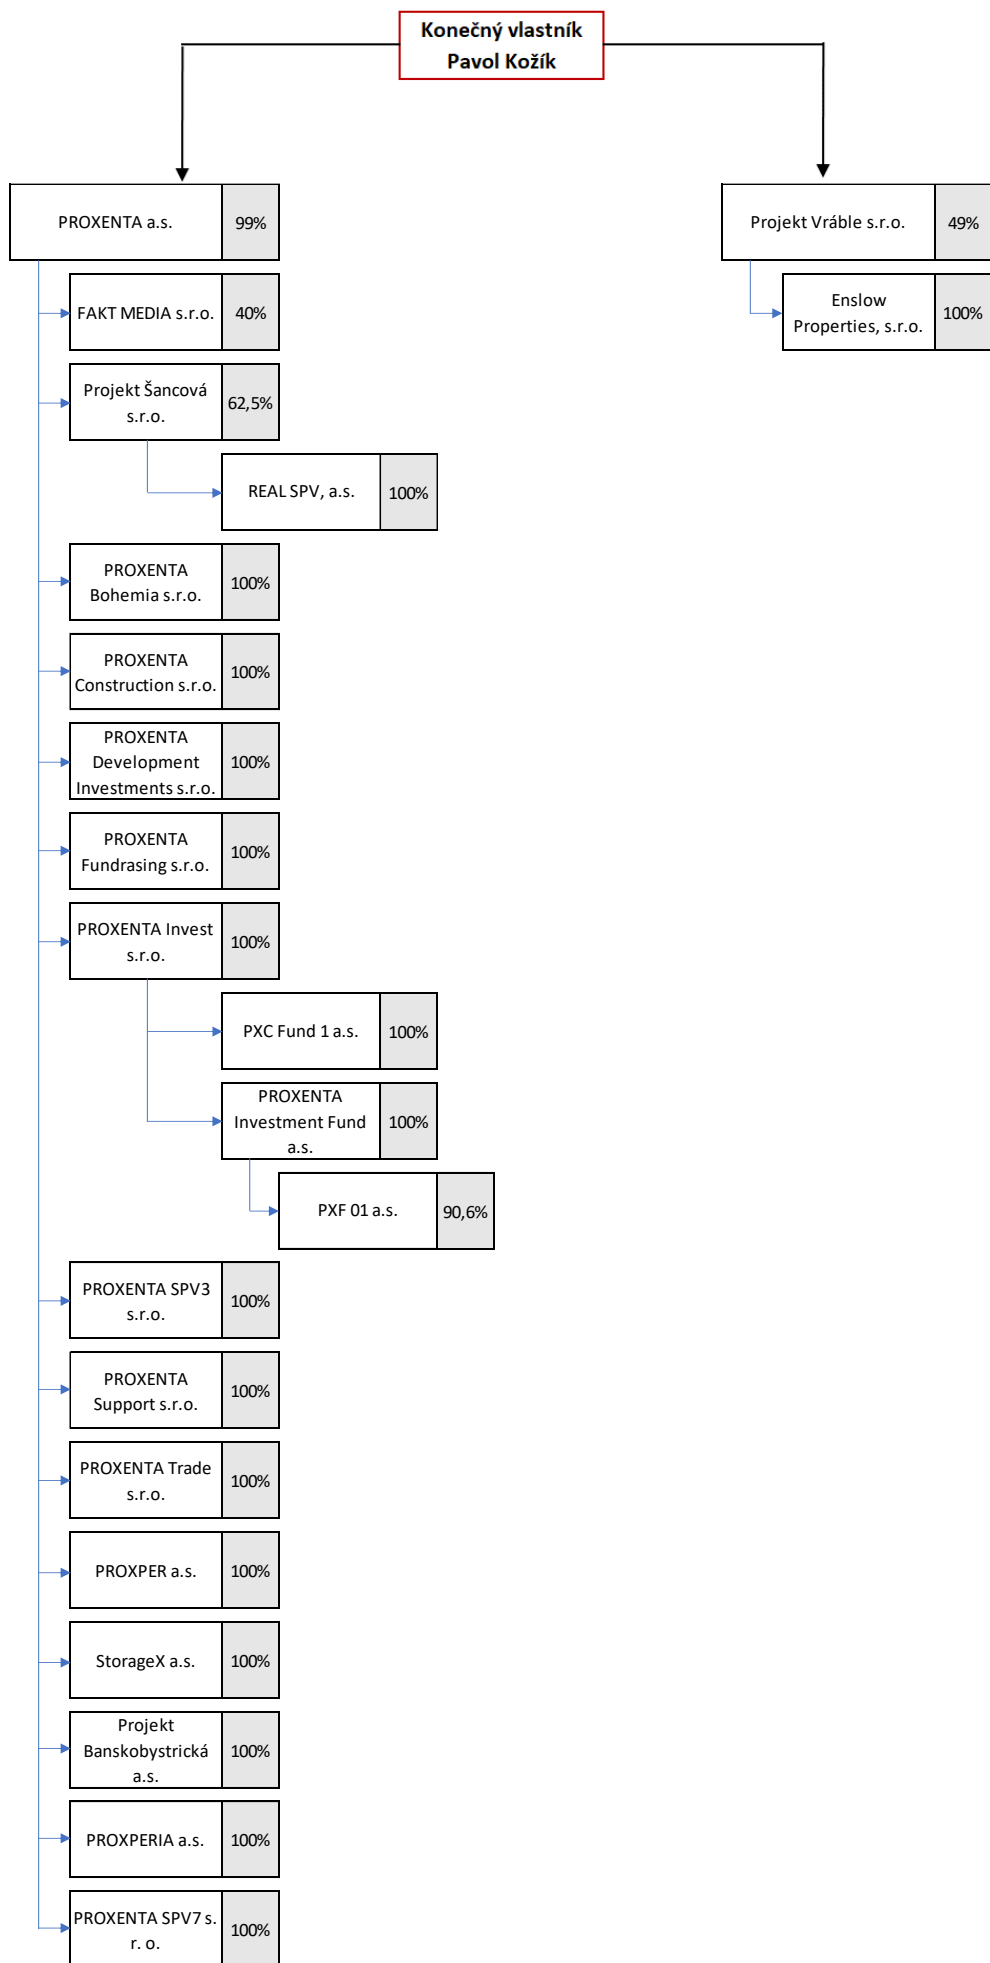 Konečný vlastník
Pavol Kožík
PROXENTA a.s.
99%
Projekt Vráble s.r.o.
49%
FAKT MEDIA s.r.o.
40%
Enslow
Properties, s.r.o.
100%
Projekt Šancová
s.r.o.
62,5%
REAL SPV, a.s.
100%
PROXENTA
Bohemia s.r.o.
100%
PROXENTA
Construction s.r.o.
100%
PROXENTA
Development
Investments s.r.o.
100%
PROXENTA
Fundrasing s.r.o.
100%
PROXENTA Invest
s.r.o.
100%
PXC Fund 1 a.s.
100%
PROXENTA
Investment Fund
a.s.
100%
PXF 01 a.s.
90,6%
PROXENTA SPV3
s.r.o.
100%
PROXENTA
Support s.r.o.
100%
PROXENTA Trade
s.r.o.
100%
PROXPER a.s.
100%
StorageX a.s.
100%
Projekt
Banskobystrická
a.s.
100%
PROXPERIA a.s.
100%
PROXENTA SPV7 s.
r. o.
100%